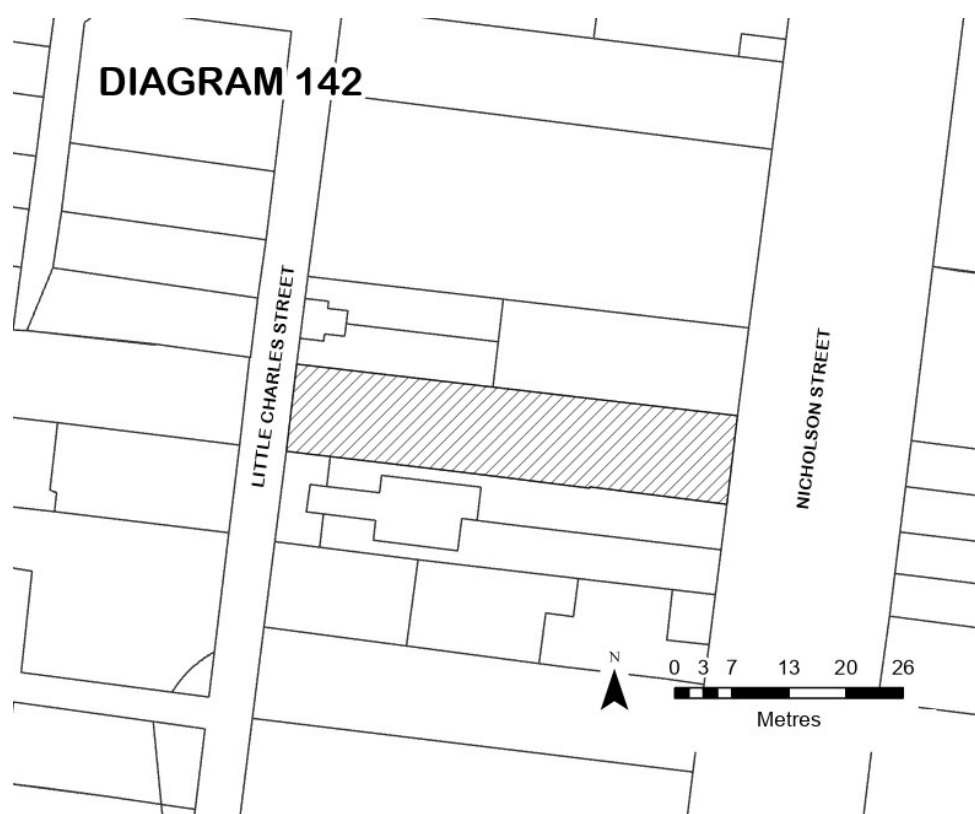 DIAGRAM 142
LITTLE CHARLES STREET
NICHOLSON STREET
N
0 3 7 13 20 26
Metres